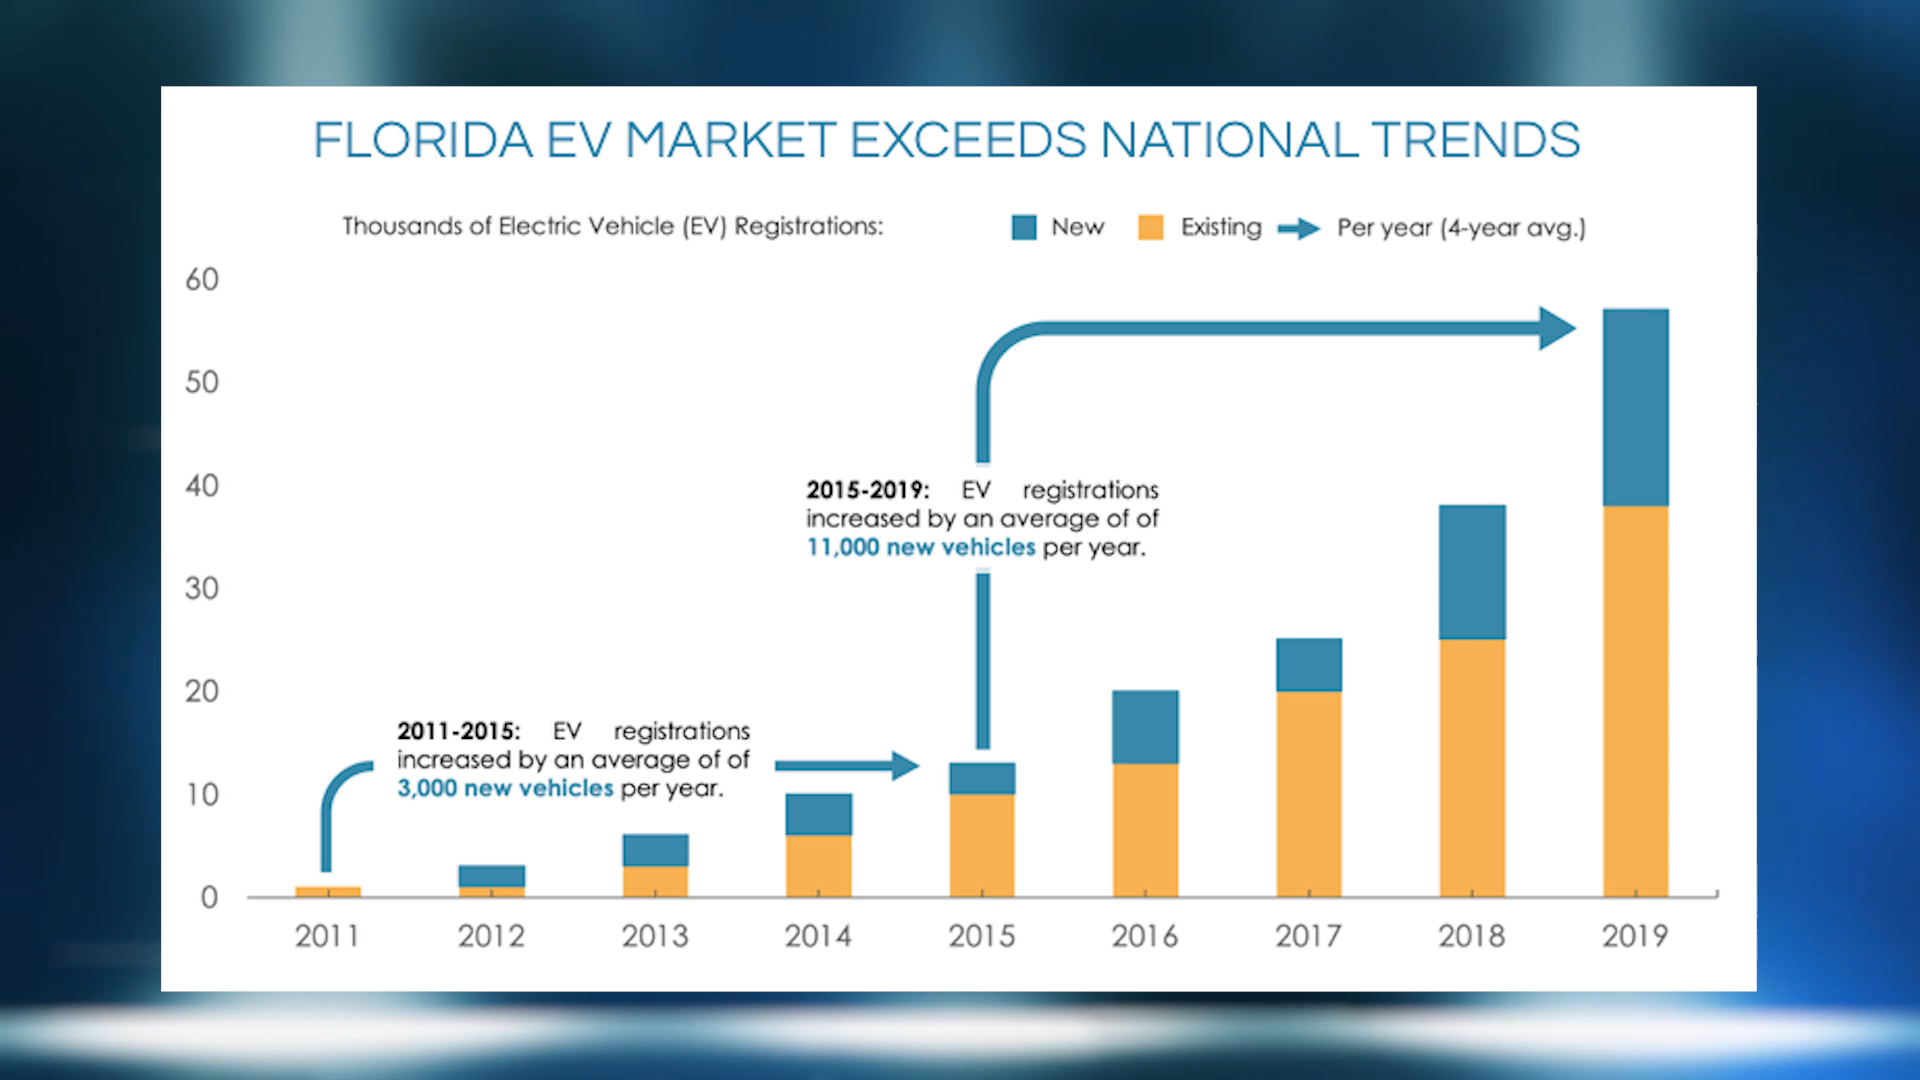 FLORIDA EV MARKET EXCEEDS NATIONAL TRENDS
Thousands of Electric Vehicle (EV) Registrations: New Existing Per year (4-year avg.)
60
50
40
30
20
10
0
2015-2019: EV registrations
increased by an average of of
11,000 new vehicles per year.
2011-2015: EV registrations
increased by an average of of
3,000 new vehicles per year.
2011 2012 2013 2014 2015 2016 2017 2018 2019